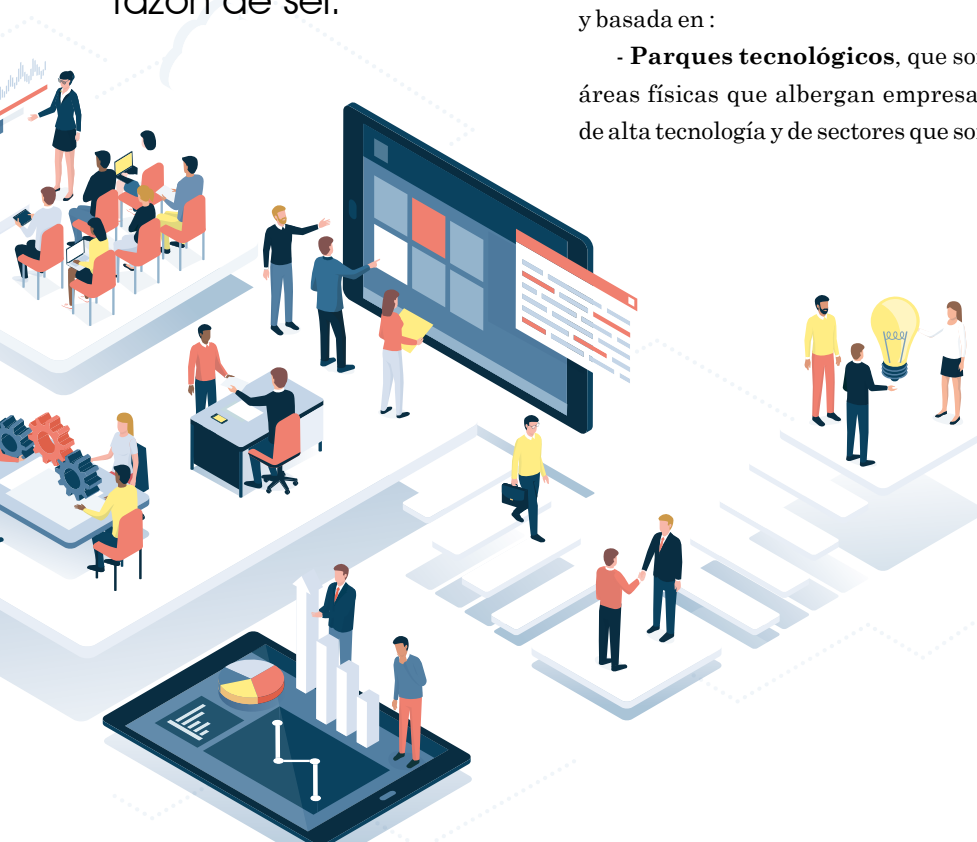 razón de ser.
y basada en :
- Parques tecnológicos, que so
áreas físicas que albergan empresa
de alta tecnología y de sectores que so